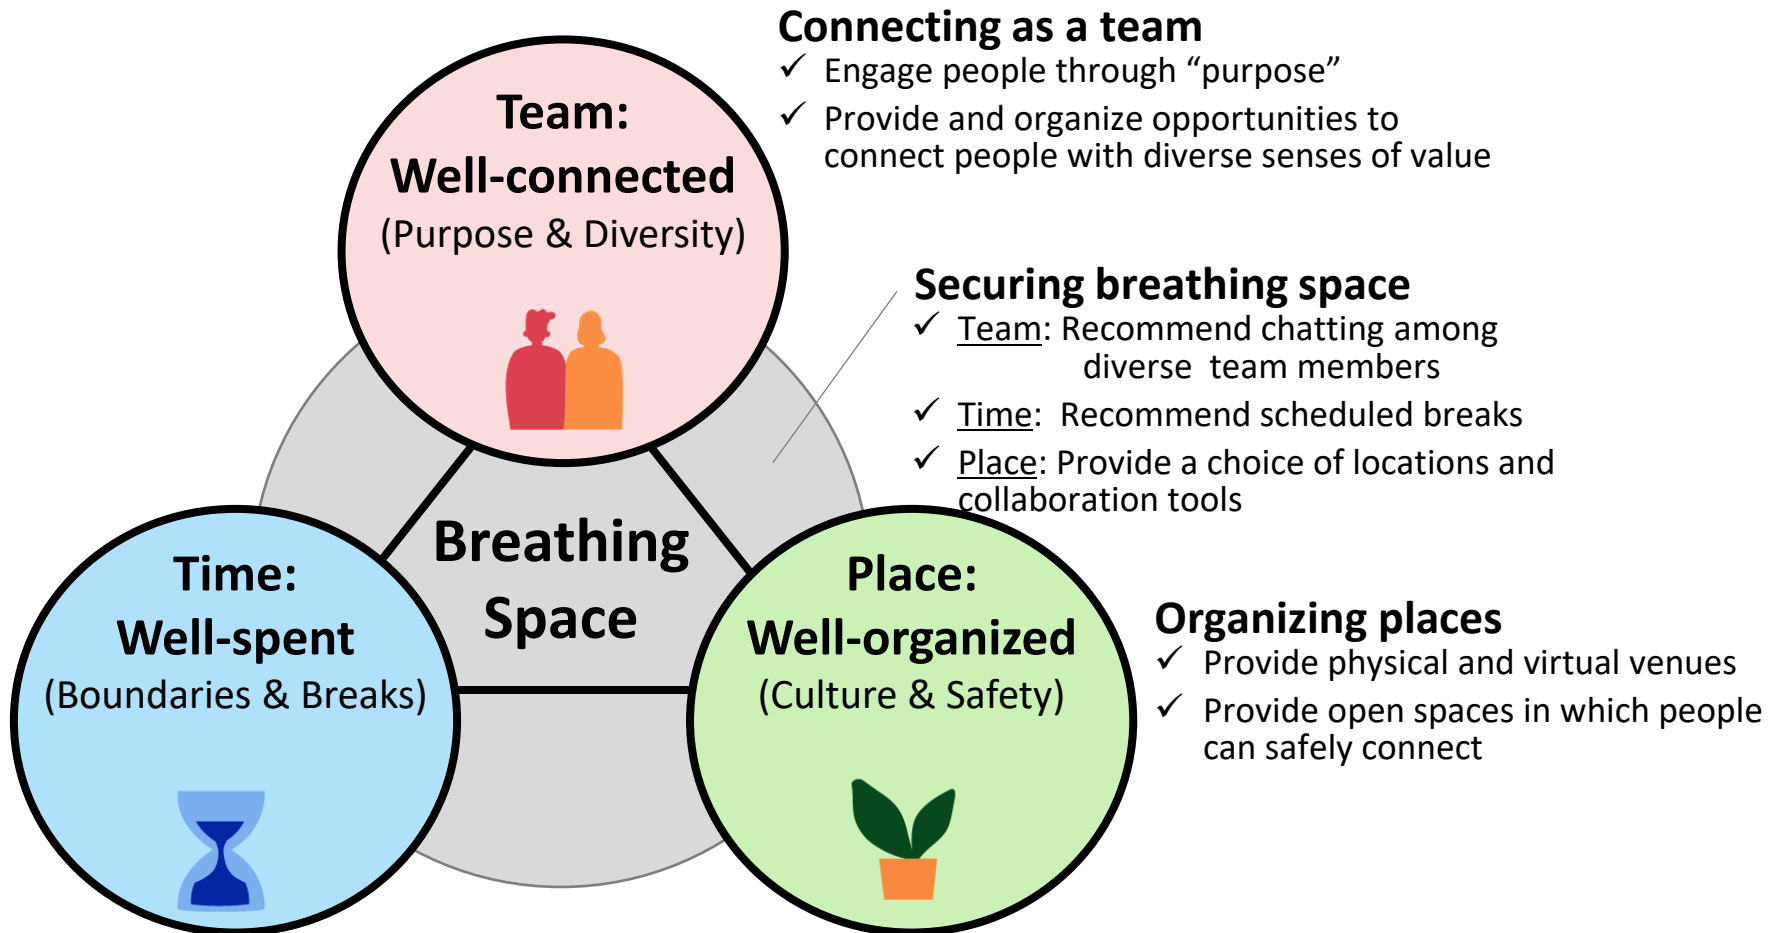 Connecting as a team
✓ Engage people through “purpose”
✓ Provide and organize opportunities to
connect people with diverse senses of value
Team:
Well-connected
(Purpose & Diversity)
Securing breathing space
✓ Team: Recommend chatting among
diverse team members
✓ Time: Recommend scheduled breaks
✓ Place: Provide a choice of locations and
collaboration tools
Breathing
Space
Time:
Well-spent
(Boundaries & Breaks)
Place:
Well-organized
(Culture & Safety)
Organizing places
✓ Provide physical and virtual venues
✓ Provide open spaces in which people
can safely connect